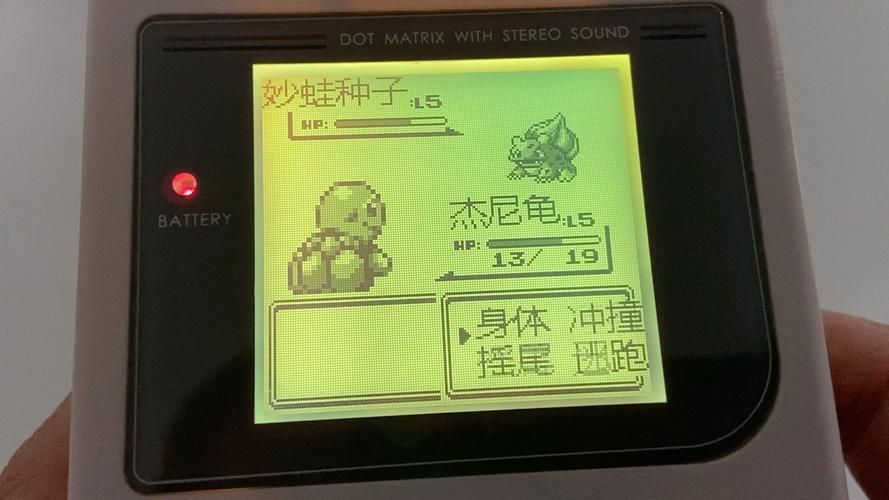 DOT MATRIX WITH STEREO SOUND
妙蛙种子 :L5
HP:
BATTERY
杰尼龟 :L5
HP:
13/ 19
▶身体 冲撞
摇尾 逃跑